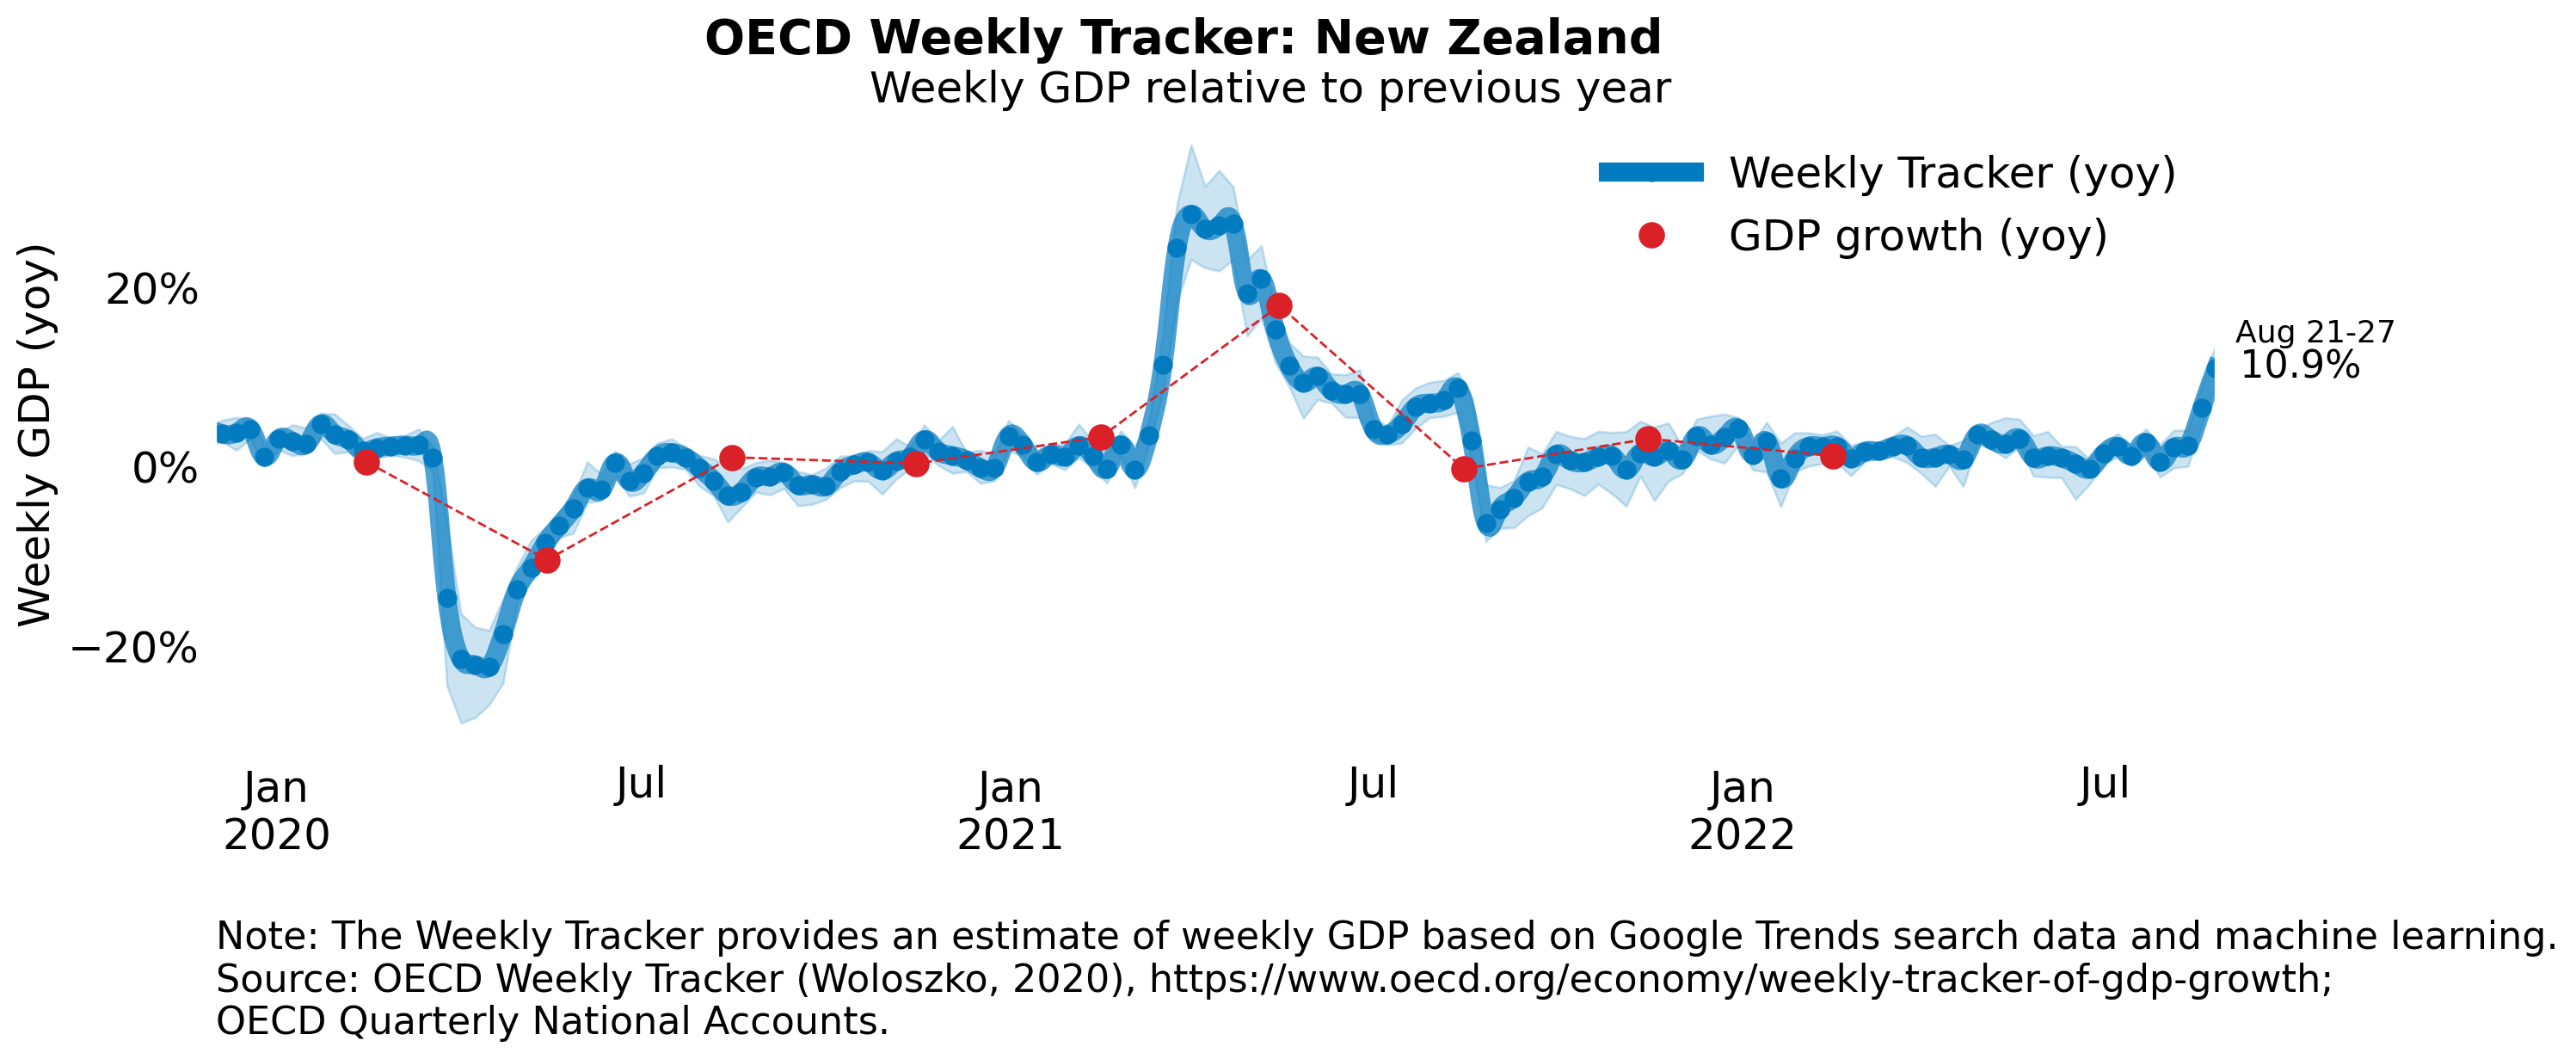 OECD Weekly Tracker: New Zealand
Weekly GDP relative to previous year
Weekly Tracker (yoy)
GDP growth (yoy)
Weekly GDP (yoy)
20%
0%
−20%
Aug 21-27
10.9%
Jan
2020
Jul
Jan
2021
Jul
Jan
2022
Jul
Note: The Weekly Tracker provides an estimate of weekly GDP based on Google Trends search data and machine learning.
Source: OECD Weekly Tracker (Woloszko, 2020), https://www.oecd.org/economy/weekly-tracker-of-gdp-growth;
OECD Quarterly National Accounts.